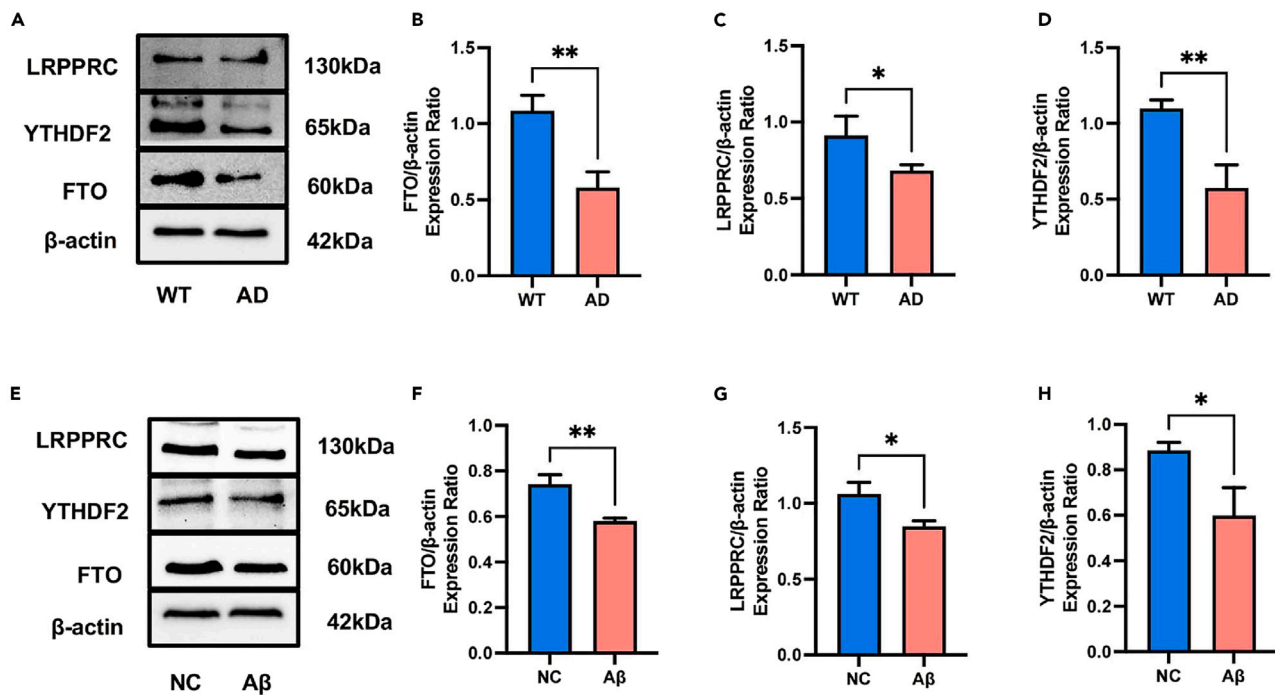 A
LRPPRC 130kDa
YTHDF2 65kDa
FTO 60kDa
β-actin 42kDa
WT AD
B
FTO/β-actin
Expression Ratio
1.5
1.0
0.5
0.0
**
WT AD
C
LRPPRC/β-actin
Expression Ratio
1.5
1.0
0.5
0.0
*
WT AD
D
YTHDF2/β-actin
Expression Ratio
1.5
1.0
0.5
0.0
**
WT AD
E
LRPPRC 130kDa
YTHDF2 65kDa
FTO 60kDa
β-actin 42kDa
NC Aβ
F
FTO/β-actin
Expression Ratio
1.0
0.8
0.6
0.4
0.2
0.0
**
NC Aβ
G
LRPPRC/β-actin
Expression Ratio
1.5
1.0
0.5
0.0
*
NC Aβ
H
YTHDF2/β-actin
Expression Ratio
1.0
0.8
0.6
0.4
0.2
0.0
*
NC Aβ